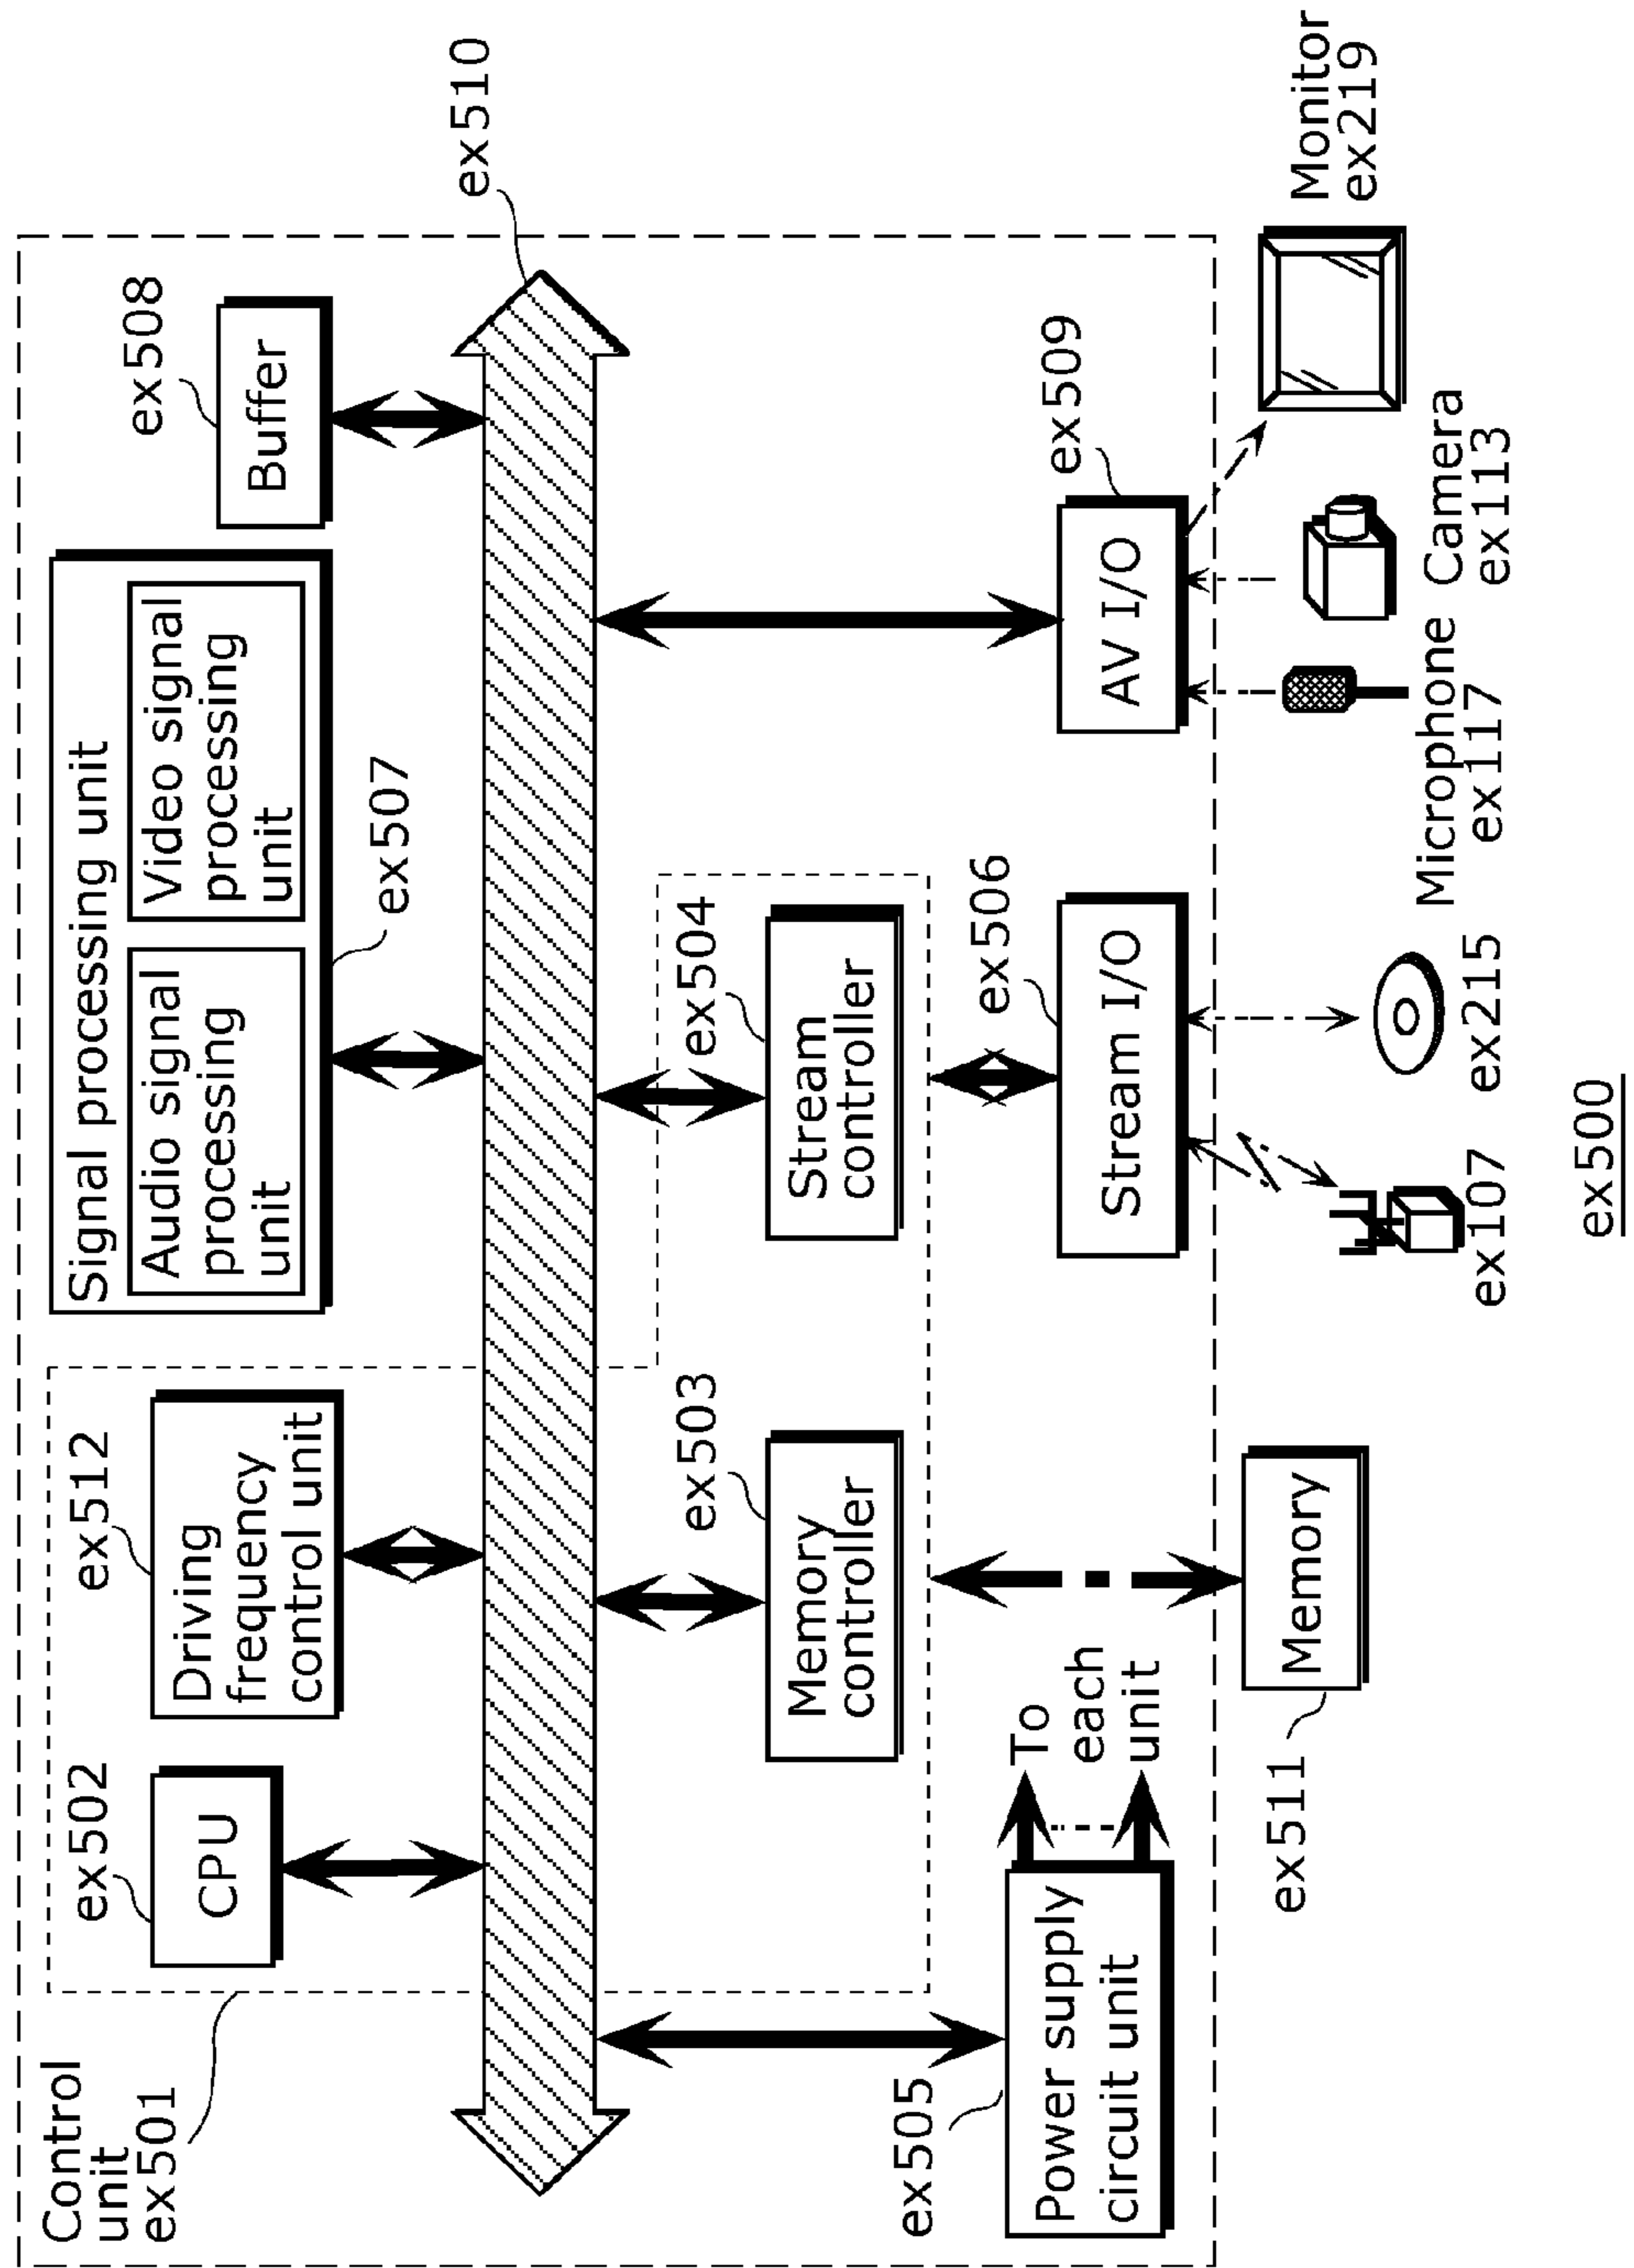 Control
unit
ex501
ex502
CPU
ex512
Driving
frequency
control unit
Signal processing unit
Audio signal
processing
unit
Video signal
processing
unit
ex507
ex508
Buffer
ex510
ex503
Memory
controller
ex504
Stream
controller
ex505
Power supply
circuit unit
To
each
unit
ex506
Stream I/O
ex509
AV I/O
ex511
Memory
ex107
ex215
Microphone
ex117
Camera
ex113
Monitor
ex219
ex500